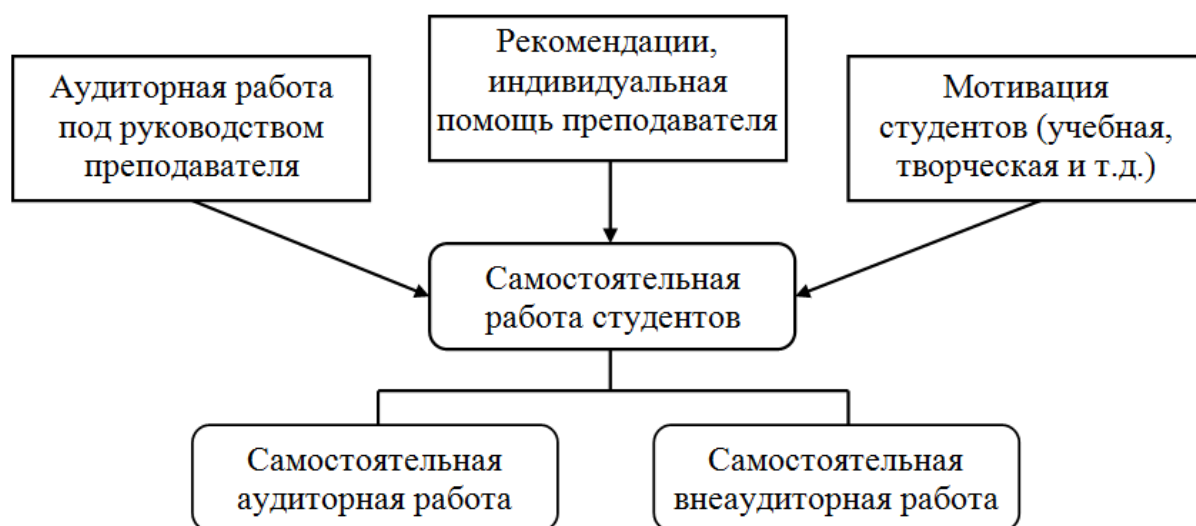 Аудиторная работа
под руководством
преподавателя
Рекомендации,
индивидуальная
помощь преподавателя
Мотивация
студентов (учебная,
творческая и т.д.)
Самостоятельная
работа студентов
Самостоятельная
аудиторная работа
Самостоятельная
внеаудиторная работа